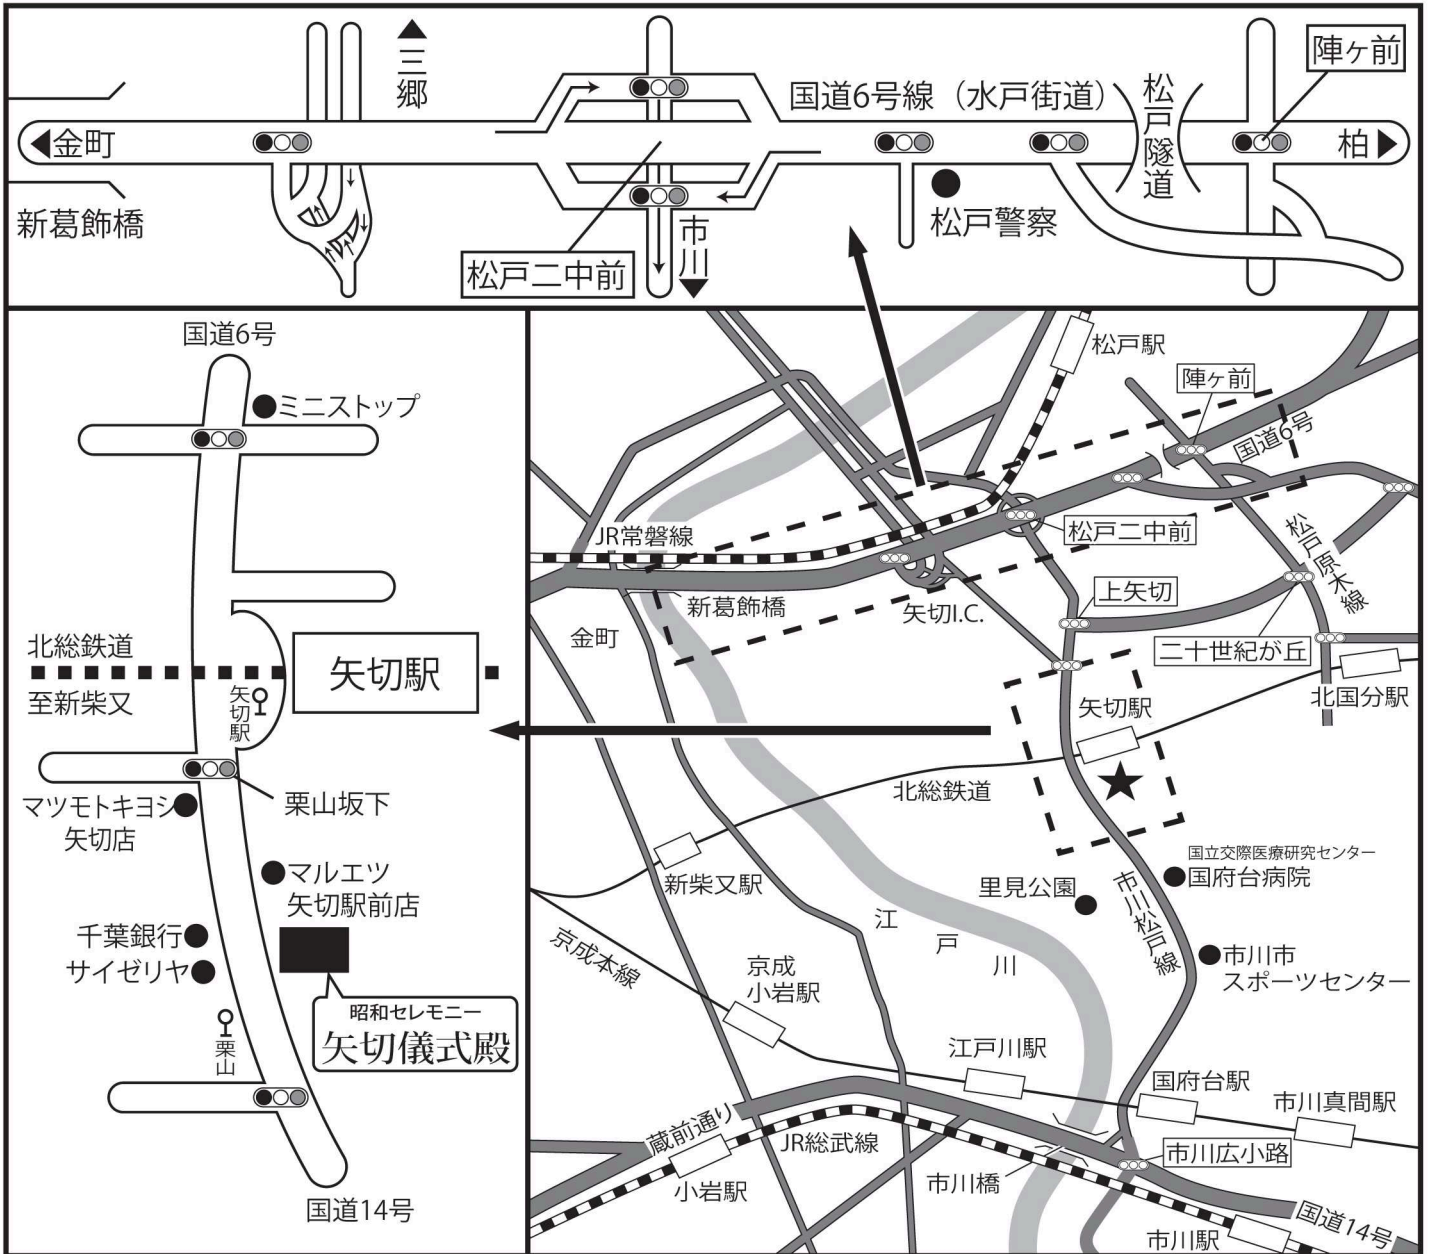 三郷
陣ヶ前
国道6号線（水戸街道）
松戸隧道
金町
柏
新葛飾橋
松戸警察
市川
松戸二中前
国道6号
ミニストップ
北総鉄道
矢切駅
至新柴又
矢切駅
マツモトキヨシ
矢切店
栗山坂下
マルエツ
矢切駅前店
千葉銀行
サイゼリヤ
昭和セレモニー
矢切儀式殿
栗山
国道14号
松戸駅
陣ヶ前
国道6号
JR常磐線
松戸二中前
松戸原木線
新葛飾橋
上矢切
矢切I.C.
金町
二十世紀が丘
北国分駅
矢切駅
北総鉄道
国立交際医療研究センター
国府台病院
新柴又駅
里見公園
市川松戸線
江戸川
京成本線
市川市
スポーツセンター
京成
小岩駅
江戸川駅
国府台駅
市川真間駅
蔵前通り
JR総武線
市川広小路
小岩駅
市川橋
国道14号
市川駅